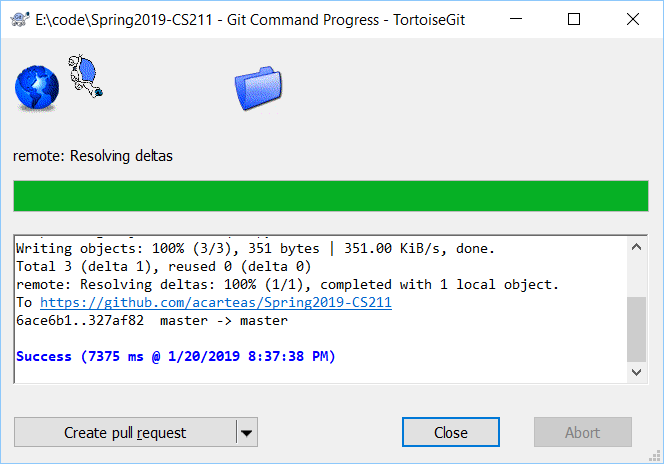 E:\code\Spring2019-CS211 - Git Command Progress - TortoiseGit
remote: Resolving deltas
Writing objects: 100% (3/3), 351 bytes | 351.00 KiB/s, done.
Total 3 (delta 1), reused 0 (delta 0)
remote: Resolving deltas: 100% (1/1), completed with 1 local object.
To https://github.com/acarteas/Spring2019-CS211
6ace6b1..327af82  master -> master
Success (7375 ms @ 1/20/2019 8:37:38 PM)
Create pull request
Close
Abort